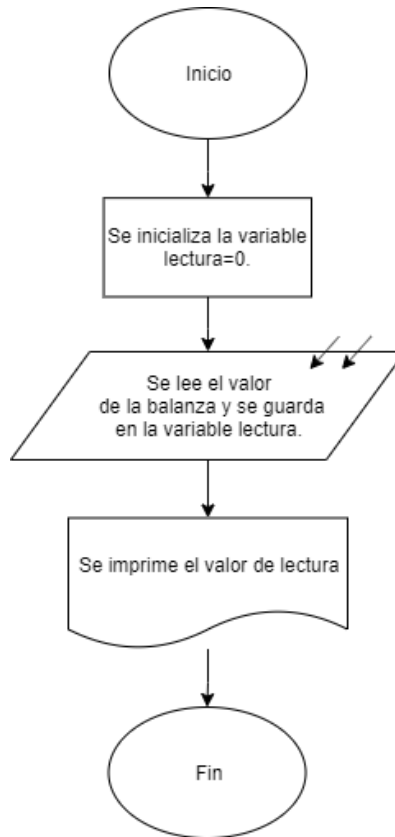 Inicio
Se inicializa la variable
lectura=0.
Se lee el valor
de la balanza y se guarda
en la variable lectura.
Se imprime el valor de lectura
Fin